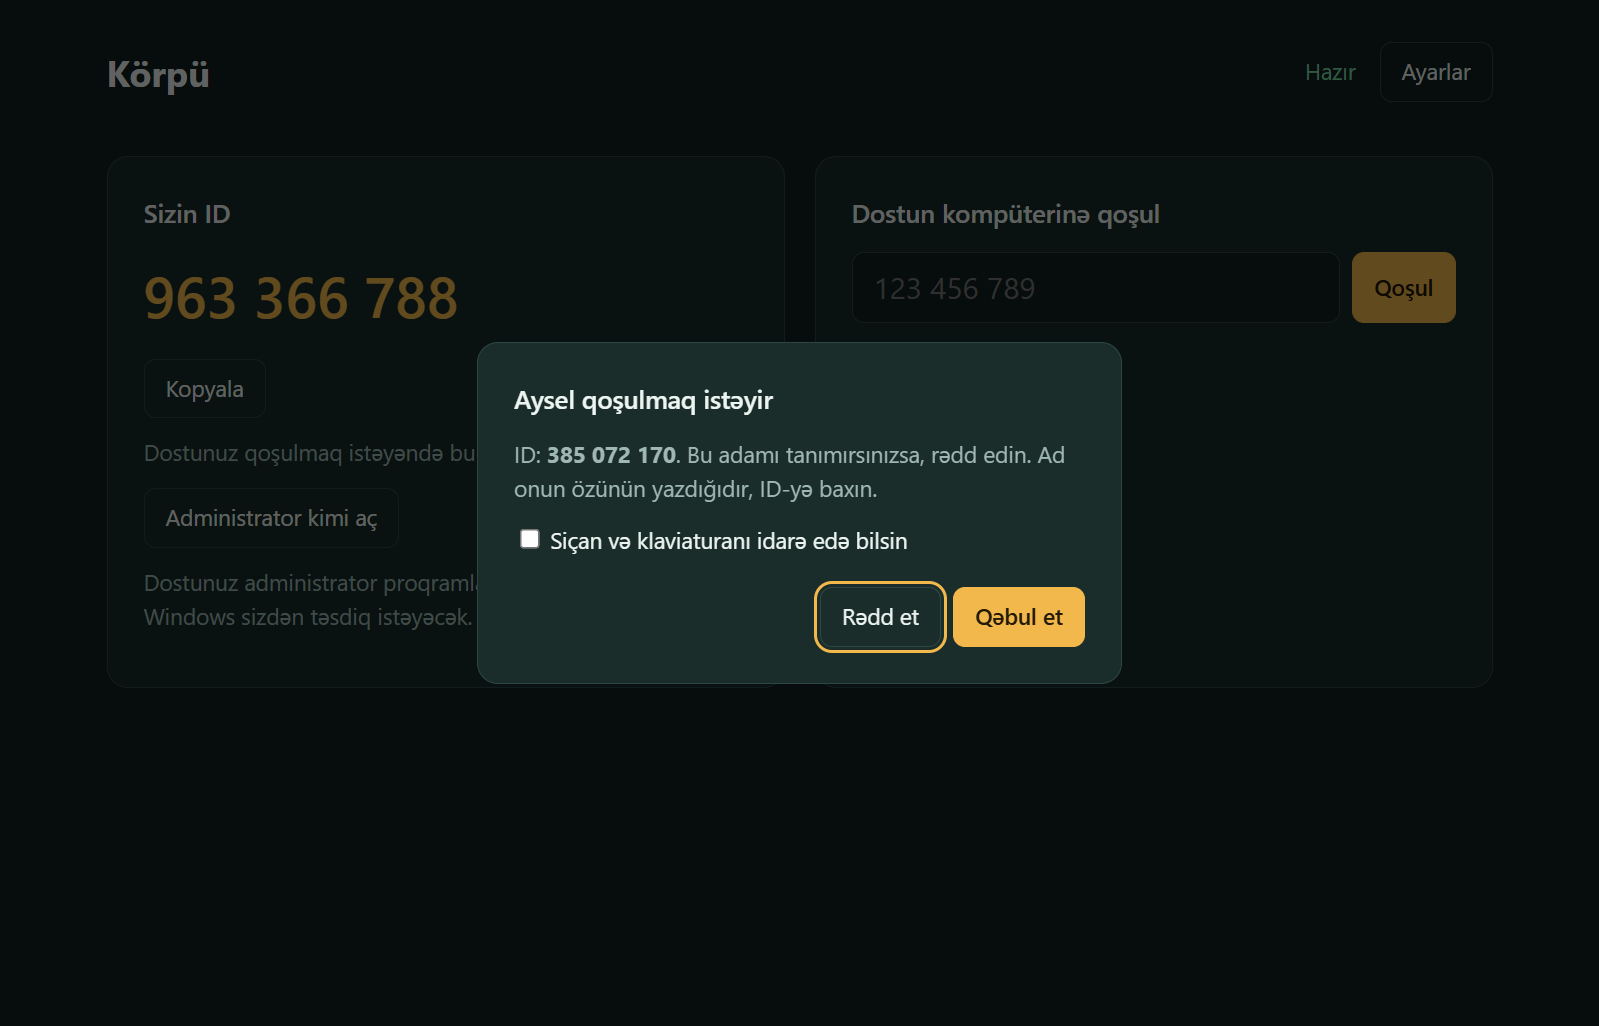 Körpü
Hazır
Ayarlar
Sizin ID
963 366 788
Kopyala
Dostunuz qoşulmaq istəyəndə bu
Administrator kimi aç
Dostunuz administrator
Windows sizdən təsdiq istəyəcək.
Dostun kompüterinə qoşul
123 456 789
Qoşul
Aysel qoşulmaq istəyir
ID: 385 072 170. Bu adamı tanımırsınızsa, rədd edin. Ad
onun özünün yazdığıdır, ID-yə baxın.
Siçan və klaviaturanı idarə edə bilsin
Rədd et
Qəbul et